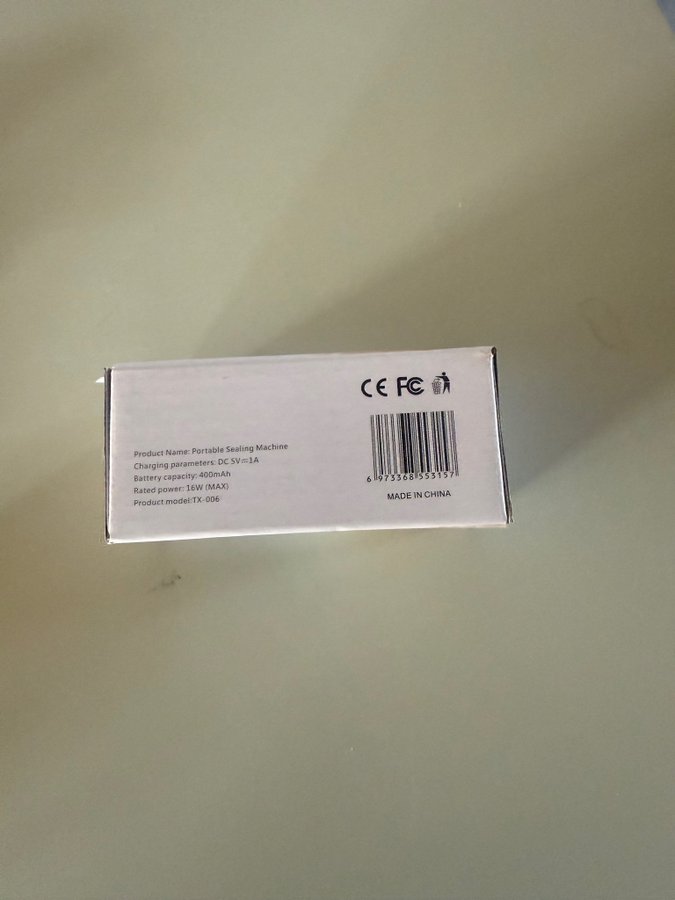 CE FC
Product Name: Portable Sealing Machine
Charging parameters: DC 5V⎓1A
Battery capacity: 400mAh
Rated power: 16W (MAX)
Product model:TX-006
6 973368 553157
MADE IN CHINA